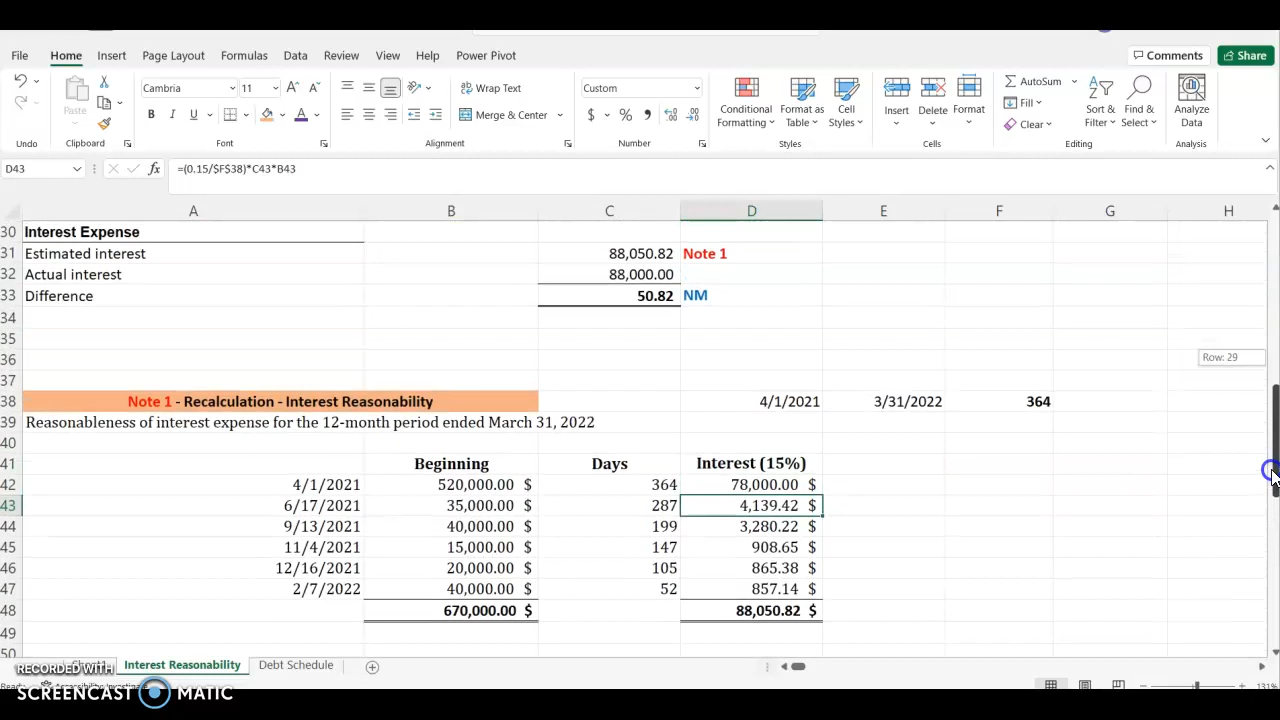 File Home Insert Page Layout Formulas Data Review View Help Power Pivot Comments Share
Cambria 11 Wrap Text Custom AutoSum
Paste Conditional Format as Cell Insert Delete Format Fill Sort & Find & Analyze
B I U Merge & Center $ % Formatting Table Styles Clear Filter Select Data
Undo Clipboard Font Alignment Number Styles Cells Editing Analysis
D43 fx =(0.15/$F$38)*C43*B43
A B C D E F G H
30 Interest Expense
31 Estimated interest 88,050.82 Note 1
32 Actual interest 88,000.00
33 Difference 50.82 NM
34
35
36 Row: 29
37
38 Note 1 - Recalculation - Interest Reasonability 4/1/2021 3/31/2022 364
39 Reasonableness of interest expense for the 12-month period ended March 31, 2022
40
41 Beginning Days Interest (15%)
42 4/1/2021 520,000.00 $ 364 78,000.00 $
43 6/17/2021 35,000.00 $ 287 4,139.42 $
44 9/13/2021 40,000.00 $ 199 3,280.22 $
45 11/4/2021 15,000.00 $ 147 908.65 $
46 12/16/2021 20,000.00 $ 105 865.38 $
47 2/7/2022 40,000.00 $ 52 857.14 $
48 670,000.00 $ 88,050.82 $
49
50
RECORDED WITH Interest Reasonability Debt Schedule
SCREENCAST MATIC 131%